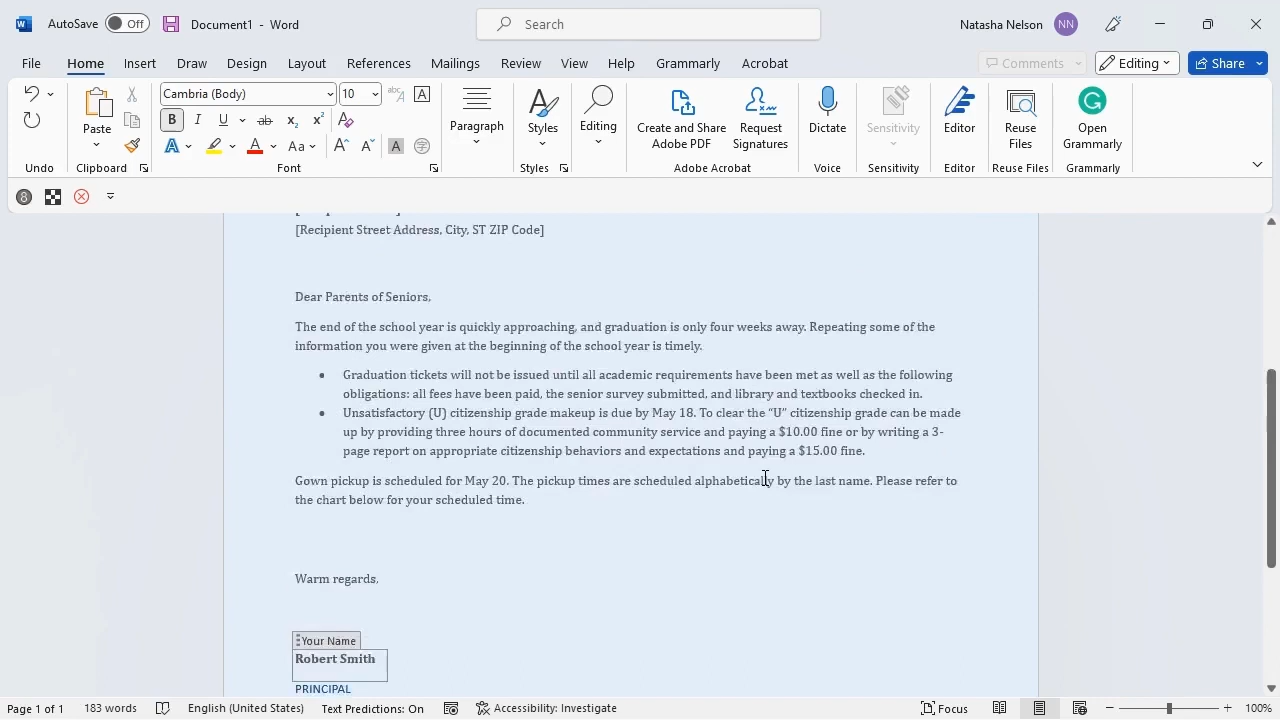 AutoSave Off Document1 - Word Search Natasha Nelson NN
File Home Insert Draw Design Layout References Mailings Review View Help Grammarly Acrobat Comments Editing Share
Cambria (Body) 10
Paste Paragraph Styles Editing Create and Share Adobe PDF Request Signatures Dictate Sensitivity Editor Reuse Files Open Grammarly
Undo Clipboard Font Styles Adobe Acrobat Voice Sensitivity Editor Reuse Files Grammarly
[Recipient Street Address, City, ST ZIP Code]
Dear Parents of Seniors,
The end of the school year is quickly approaching, and graduation is only four weeks away. Repeating some of the
information you were given at the beginning of the school year is timely.
• Graduation tickets will not be issued until all academic requirements have been met as well as the following
obligations: all fees have been paid, the senior survey submitted, and library and textbooks checked in.
• Unsatisfactory (U) citizenship grade makeup is due by May 18. To clear the “U” citizenship grade can be made
up by providing three hours of documented community service and paying a $10.00 fine or by writing a 3-
page report on appropriate citizenship behaviors and expectations and paying a $15.00 fine.
Gown pickup is scheduled for May 20. The pickup times are scheduled alphabetically by the last name. Please refer to
the chart below for your scheduled time.
Warm regards,
Your Name
Robert Smith
PRINCIPAL
Page 1 of 1 183 words English (United States) Text Predictions: On Accessibility: Investigate Focus 100%